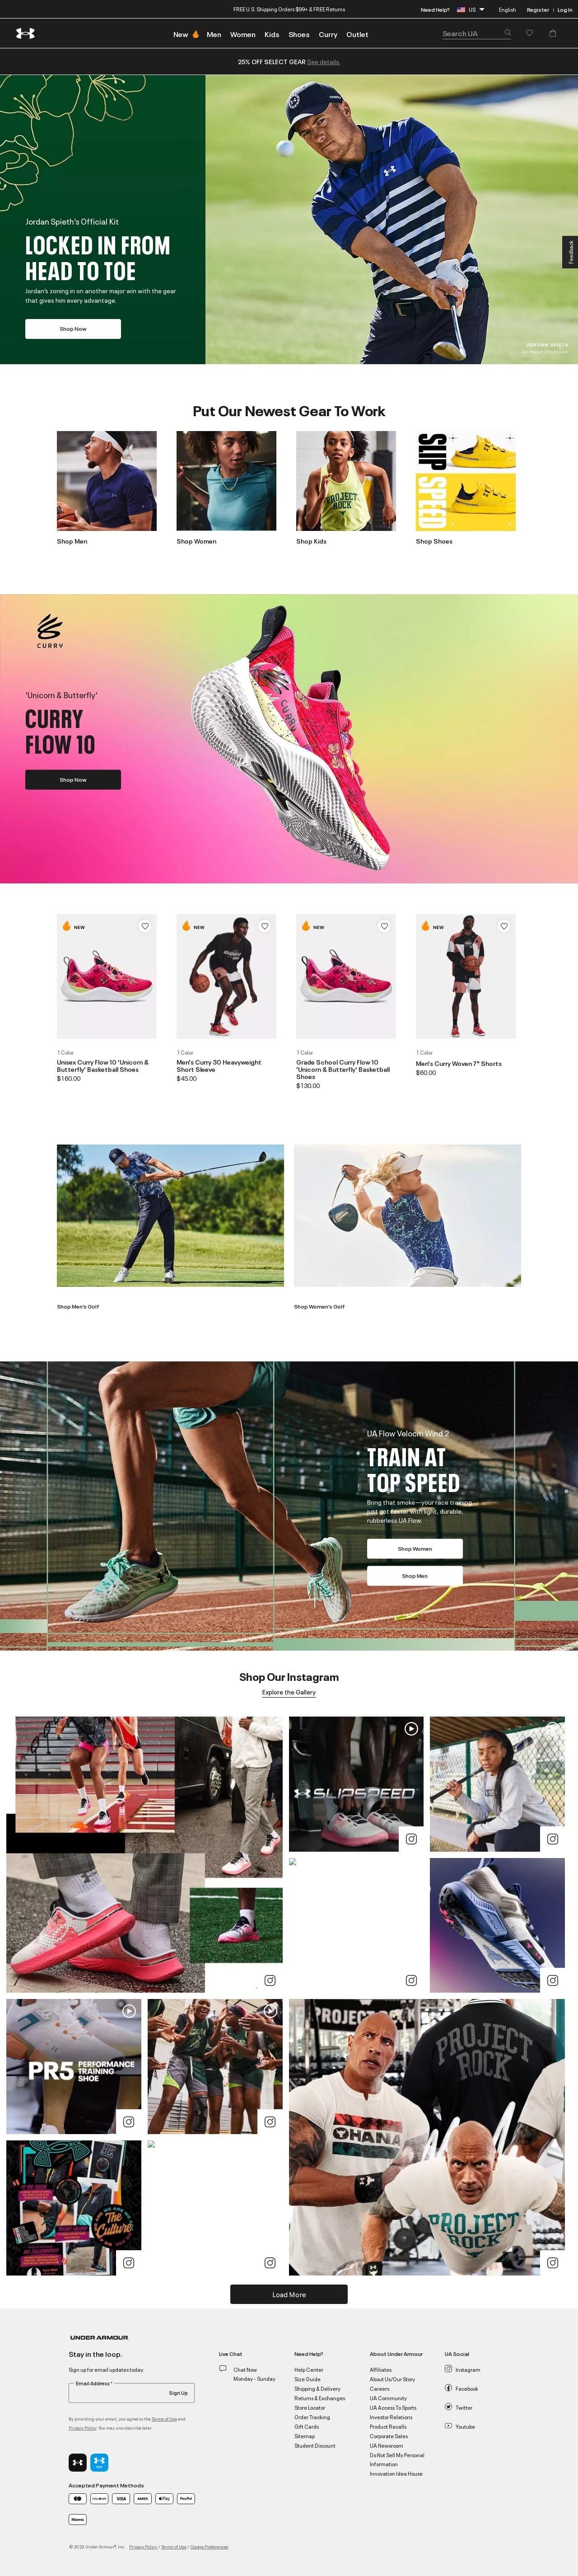 FREE U.S. Shipping Orders $99+ & FREE Returns
Need Help?
US
English
Register | Log In
New
Men
Women
Kids
Shoes
Curry
Outlet
Search UA
25% OFF SELECT GEAR See details.
Jordan Spieth's Official Kit
LOCKED IN FROM
HEAD TO TOE
Jordan's zoning in on another major win with the gear
that gives him every advantage.
Shop Now
JORDAN SPIETH
3x Major Champion
Feedback
Put Our Newest Gear To Work
PROJECT
ROCK
SLIP
SPEED
Shop Men
Shop Women
Shop Kids
Shop Shoes
CURRY
'Unicorn & Butterfly'
CURRY
FLOW 10
Shop Now
CURRY
NEW
NEW
NEW
NEW
1 Color
Unisex Curry Flow 10 'Unicorn &
Butterfly' Basketball Shoes
$160.00
1 Color
Men's Curry 30 Heavyweight
Short Sleeve
$45.00
1 Color
Grade School Curry Flow 10
'Unicorn & Butterfly' Basketball
Shoes
$130.00
1 Color
Men's Curry Woven 7" Shorts
$60.00
Shop Men's Golf
Shop Women's Golf
UA Flow Velociti Wind 2
TRAIN AT
TOP SPEED
Bring that smoke—your race training
just got faster with light, durable,
rubberless UA Flow.
Shop Women
Shop Men
Shop Our Instagram
Explore the Gallery
SLIPSPEED
PR5 PERFORMANCE
TRAINING
SHOE
WE ARE
The
Culture
PROJECT ROCK
PROJECT
ROCK
OHANA
PROJECT
ROCK
Load More
UNDER ARMOUR
Stay in the loop.
Sign up for email updates today.
Email Address *
Sign Up
By providing your email, you agree to the Terms of Use and
Privacy Policy. You may unsubscribe later.
Accepted Payment Methods
DISCOVER
VISA
AMEX
Pay
PayPal
Klarna
Live Chat
Chat Now
Monday - Sunday
Need Help?
Help Center
Size Guide
Shipping & Delivery
Returns & Exchanges
Store Locator
Order Tracking
Gift Cards
Sitemap
Student Discount
About Under Armour
Affiliates
About Us/Our Story
Careers
UA Community
UA Access To Sports
Investor Relations
Product Recalls
Corporate Sales
UA Newsroom
Do Not Sell My Personal
Information
Innovation Idea House
UA Social
Instagram
Facebook
Twitter
Youtube
© 2023 Under Armour®, Inc. Privacy Policy / Terms of Use / Cookie Preferences